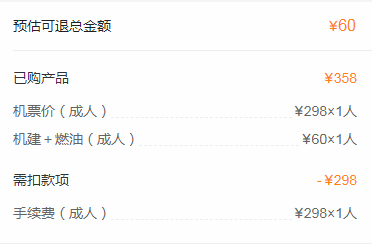 预估可退总金额 ¥60
已购产品 ¥358
机票价（成人） ¥298×1人
机建＋燃油（成人） ¥60×1人
需扣款项 -¥298
手续费（成人） ¥298×1人